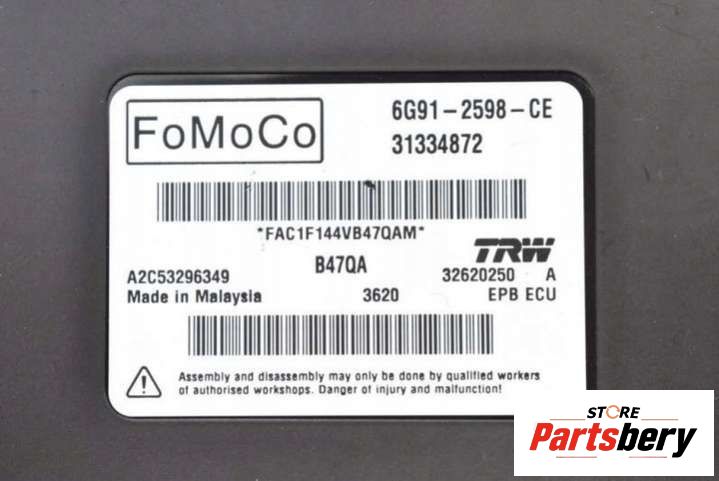 FoMoCo
6G91-2598-CE
31334872
*FAC1F144VB47QAM*
TRW
B47QA
A2C53296349
32620250 A
Made in Malaysia
3620
EPB ECU
Assembly and disassembly may only be done by qualified workers
of authorised workshops. Danger of injury and malfunction!
STORE
Partsbery